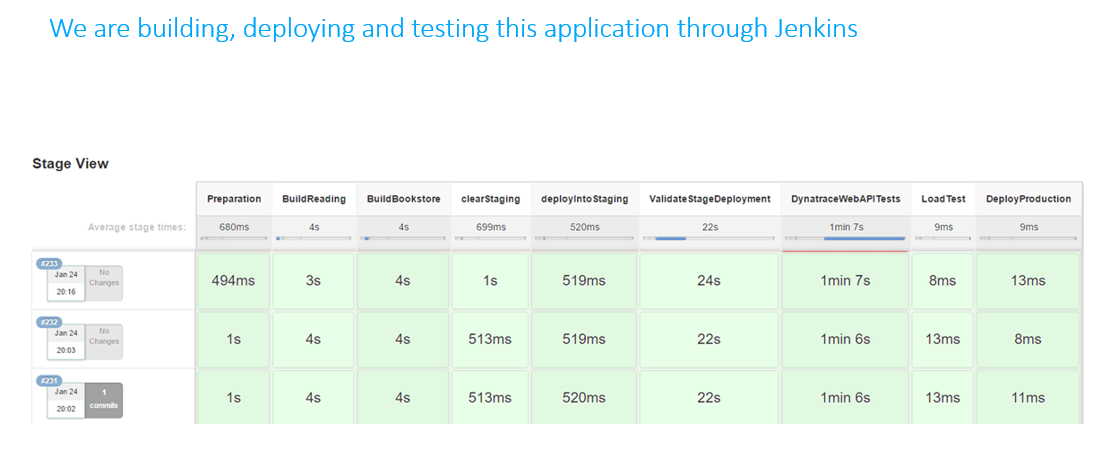 We are building, deploying and testing this application through Jenkins
Stage View
Preparation BuildReading BuildBookstore clearStaging deployIntoStaging ValidateStageDeployment DynatraceWebAPITests LoadTest DeployProduction
Average stage times: 680ms 4s 4s 699ms 520ms 22s 1min 7s 9ms 9ms
#233
Jan 24 No
Changes
20:16
494ms 3s 4s 1s 519ms 24s 1min 7s 8ms 13ms
#232
Jan 24 No
Changes
20:03
1s 4s 4s 513ms 519ms 22s 1min 6s 13ms 8ms
#231
Jan 24 1
commits
20:02
1s 4s 4s 513ms 520ms 22s 1min 6s 13ms 11ms